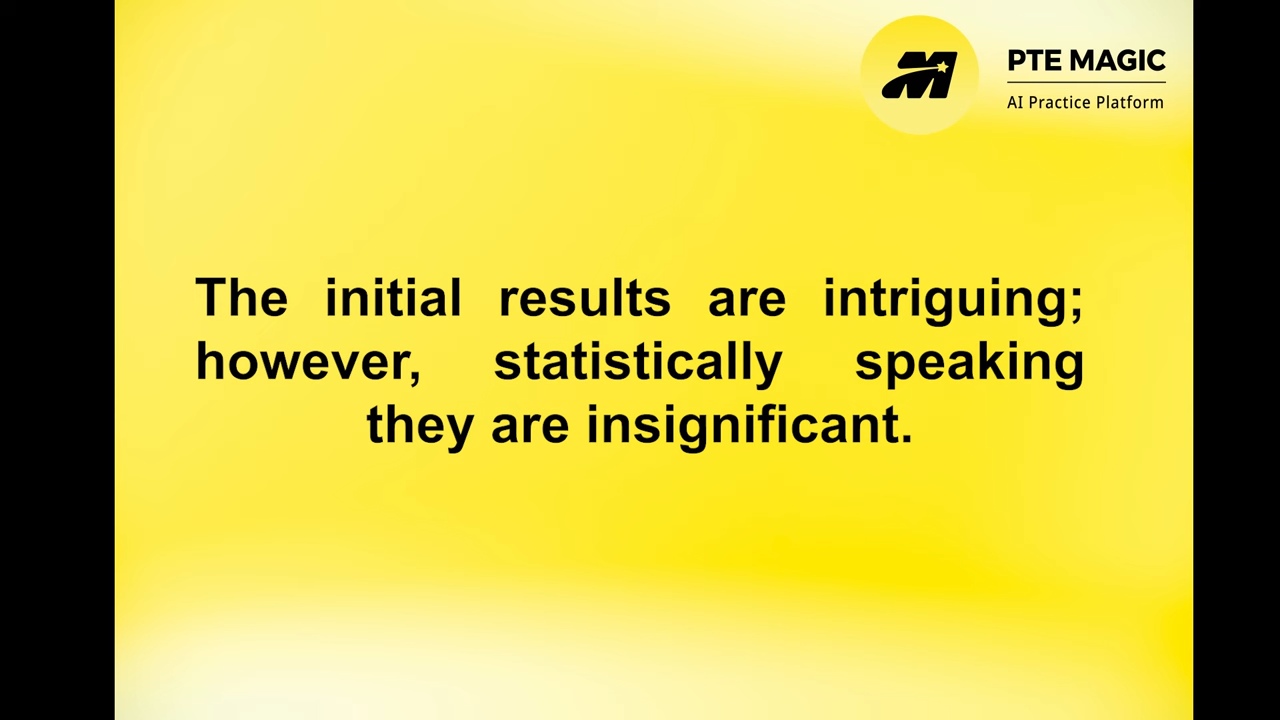 PTE MAGIC
AI Practice Platform
The initial results are intriguing;
however, statistically speaking
they are insignificant.